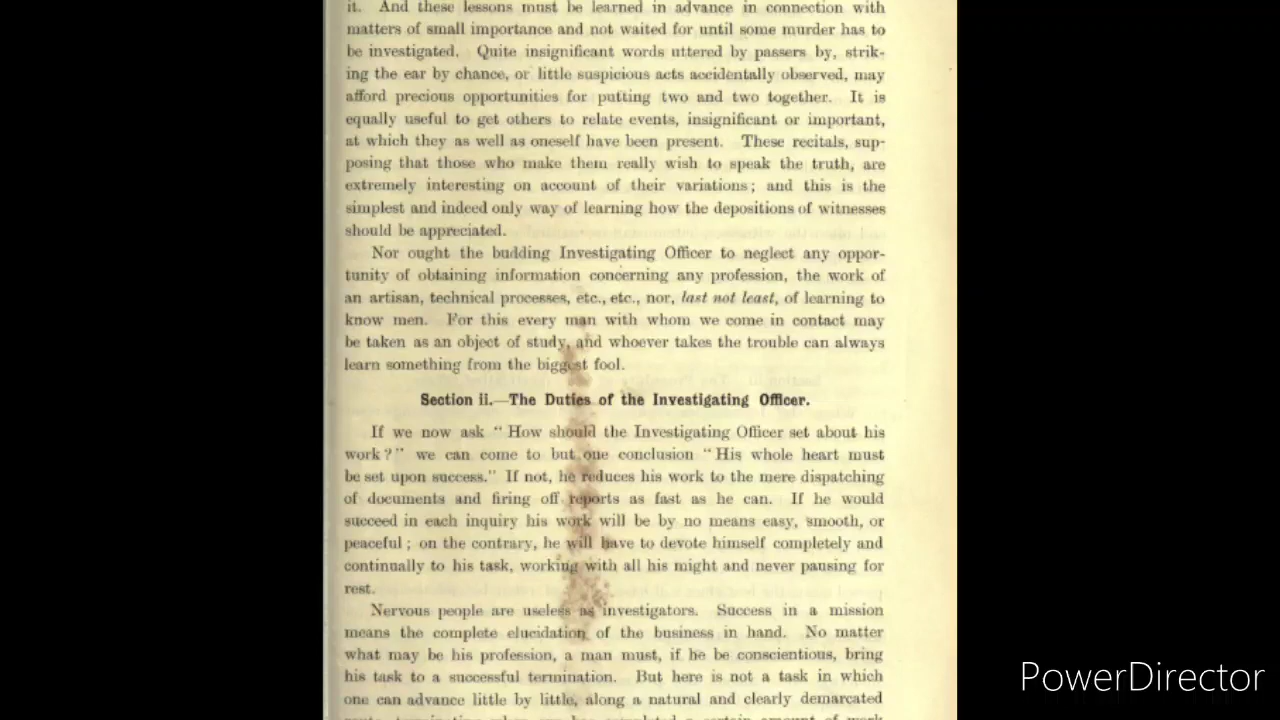 it. And these lessons must be learned in advance in connection with
matters of small importance and not waited for until some murder has to
be investigated. Quite insignificant words uttered by passers by, strik-
ing the ear by chance, or little suspicious acts accidentally observed, may
afford precious opportunities for putting two and two together. It is
equally useful to get others to relate events, insignificant or important,
at which they as well as oneself have been present. These recitals, sup-
posing that those who make them really wish to speak the truth, are
extremely interesting on account of their variations; and this is the
simplest and indeed only way of learning how the depositions of witnesses
should be appreciated.
Nor ought the budding Investigating Officer to neglect any oppor-
tunity of obtaining information concerning any profession, the work of
an artisan, technical processes, etc., etc., nor, last not least, of learning to
know men. For this every man with whom we come in contact may
be taken as an object of study, and whoever takes the trouble can always
learn something from the biggest fool.
Section ii.—The Duties of the Investigating Officer.
If we now ask "How should the Investigating Officer set about his
work?" we can come to but one conclusion "His whole heart must
be set upon success." If not, he reduces his work to the mere dispatching
of documents and firing off reports as fast as he can. If he would
succeed in each inquiry his work will be by no means easy, smooth, or
peaceful; on the contrary, he will have to devote himself completely and
continually to his task, working with all his might and never pausing for
rest.
Nervous people are useless as investigators. Success in a mission
means the complete elucidation of the business in hand. No matter
what may be his profession, a man must, if he be conscientious, bring
his task to a successful termination. But here is not a task in which
one can advance little by little, along a natural and clearly demarcated
PowerDirector